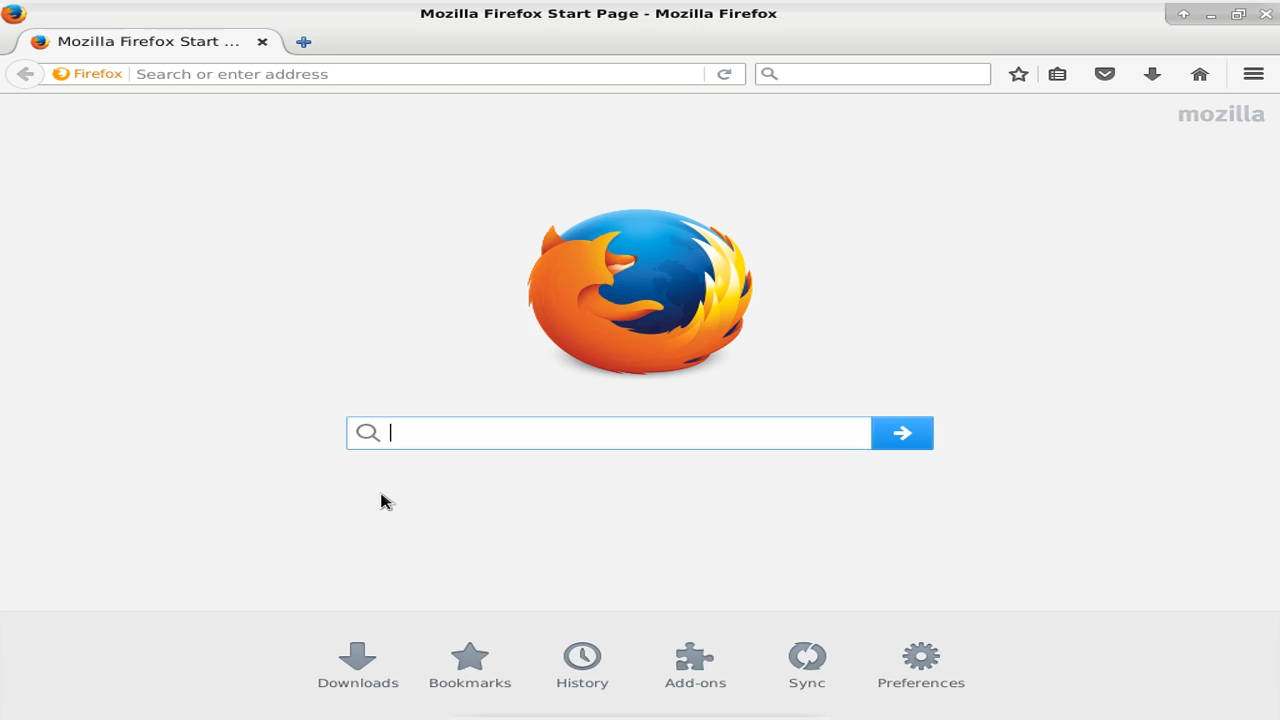 Mozilla Firefox Start Page - Mozilla Firefox
Mozilla Firefox Start ...
Firefox
Search or enter address
mozilla
Downloads
Bookmarks
History
Add-ons
Sync
Preferences